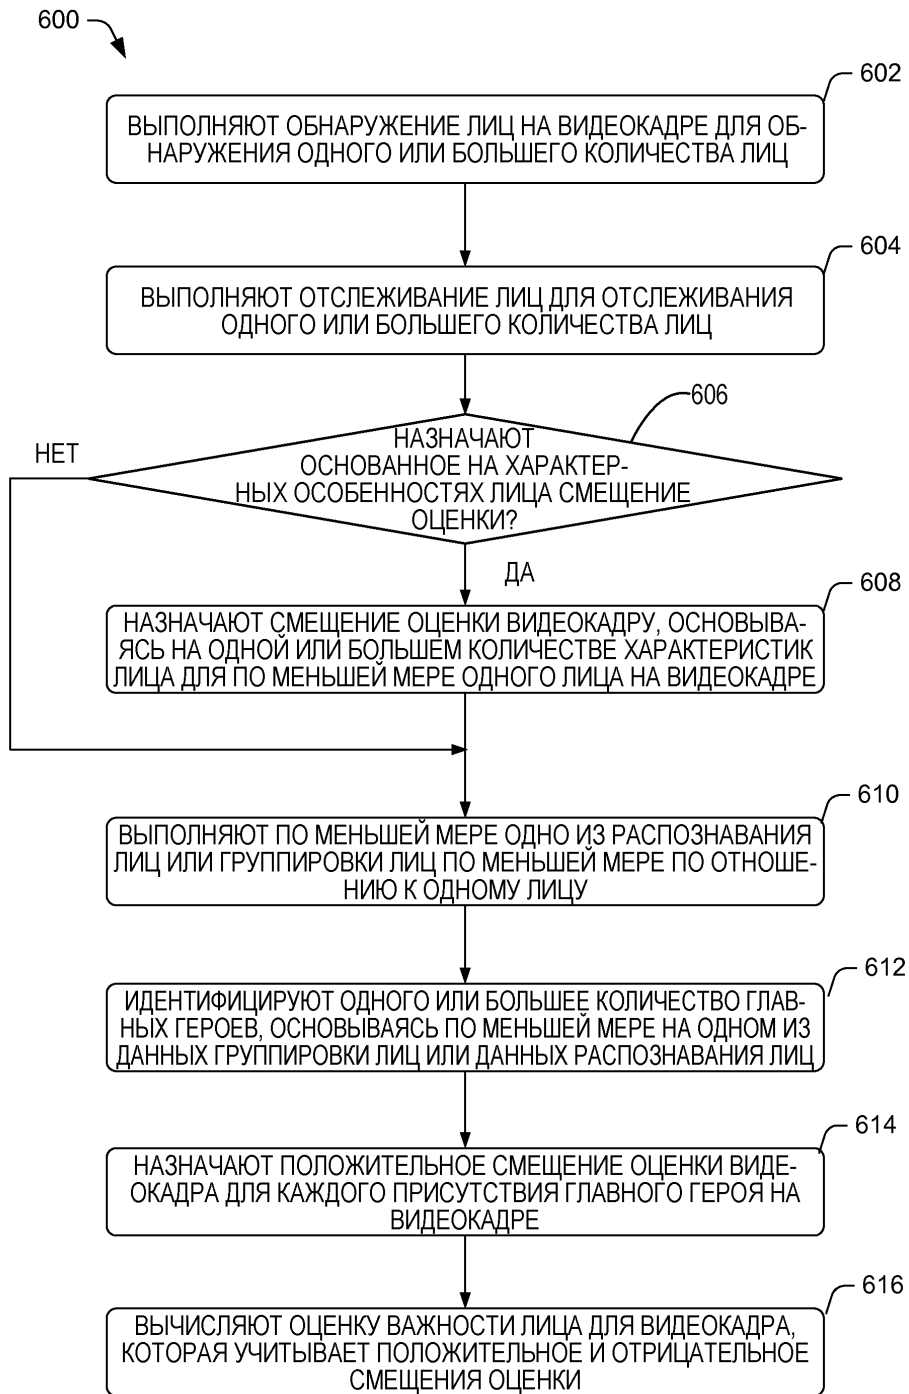 600
602
ВЫПОЛНЯЮТ ОБНАРУЖЕНИЕ ЛИЦ НА ВИДЕОКАДРЕ ДЛЯ ОБ-
НАРУЖЕНИЯ ОДНОГО ИЛИ БОЛЬШЕГО КОЛИЧЕСТВА ЛИЦ
604
ВЫПОЛНЯЮТ ОТСЛЕЖИВАНИЕ ЛИЦ ДЛЯ ОТСЛЕЖИВАНИЯ
ОДНОГО ИЛИ БОЛЬШЕГО КОЛИЧЕСТВА ЛИЦ
606
НАЗНАЧАЮТ
ОСНОВАННОЕ НА ХАРАКТЕР-
НЫХ ОСОБЕННОСТЯХ ЛИЦА СМЕЩЕНИЕ
ОЦЕНКИ?
НЕТ
ДА
608
НАЗНАЧАЮТ СМЕЩЕНИЕ ОЦЕНКИ ВИДЕОКАДРУ, ОСНОВЫВА-
ЯСЬ НА ОДНОЙ ИЛИ БОЛЬШЕМ КОЛИЧЕСТВЕ ХАРАКТЕРИСТИК
ЛИЦА ДЛЯ ПО МЕНЬШЕЙ МЕРЕ ОДНОГО ЛИЦА НА ВИДЕОКАДРЕ
610
ВЫПОЛНЯЮТ ПО МЕНЬШЕЙ МЕРЕ ОДНО ИЗ РАСПОЗНАВАНИЯ
ЛИЦ ИЛИ ГРУППИРОВКИ ЛИЦ ПО МЕНЬШЕЙ МЕРЕ ПО ОТНОШЕ-
НИЮ К ОДНОМУ ЛИЦУ
612
ИДЕНТИФИЦИРУЮТ ОДНОГО ИЛИ БОЛЬШЕЕ КОЛИЧЕСТВО ГЛАВ-
НЫХ ГЕРОЕВ, ОСНОВЫВАЯСЬ ПО МЕНЬШЕЙ МЕРЕ НА ОДНОМ ИЗ
ДАННЫХ ГРУППИРОВКИ ЛИЦ ИЛИ ДАННЫХ РАСПОЗНАВАНИЯ ЛИЦ
614
НАЗНАЧАЮТ ПОЛОЖИТЕЛЬНОЕ СМЕЩЕНИЕ ОЦЕНКИ ВИДЕ-
ОКАДРА ДЛЯ КАЖДОГО ПРИСУТСТВИЯ ГЛАВНОГО ГЕРОЯ НА
ВИДЕОКАДРЕ
616
ВЫЧИСЛЯЮТ ОЦЕНКУ ВАЖНОСТИ ЛИЦА ДЛЯ ВИДЕОКАДРА,
КОТОРАЯ УЧИТЫВАЕТ ПОЛОЖИТЕЛЬНОЕ И ОТРИЦАТЕЛЬНОЕ
СМЕЩЕНИЯ ОЦЕНКИ